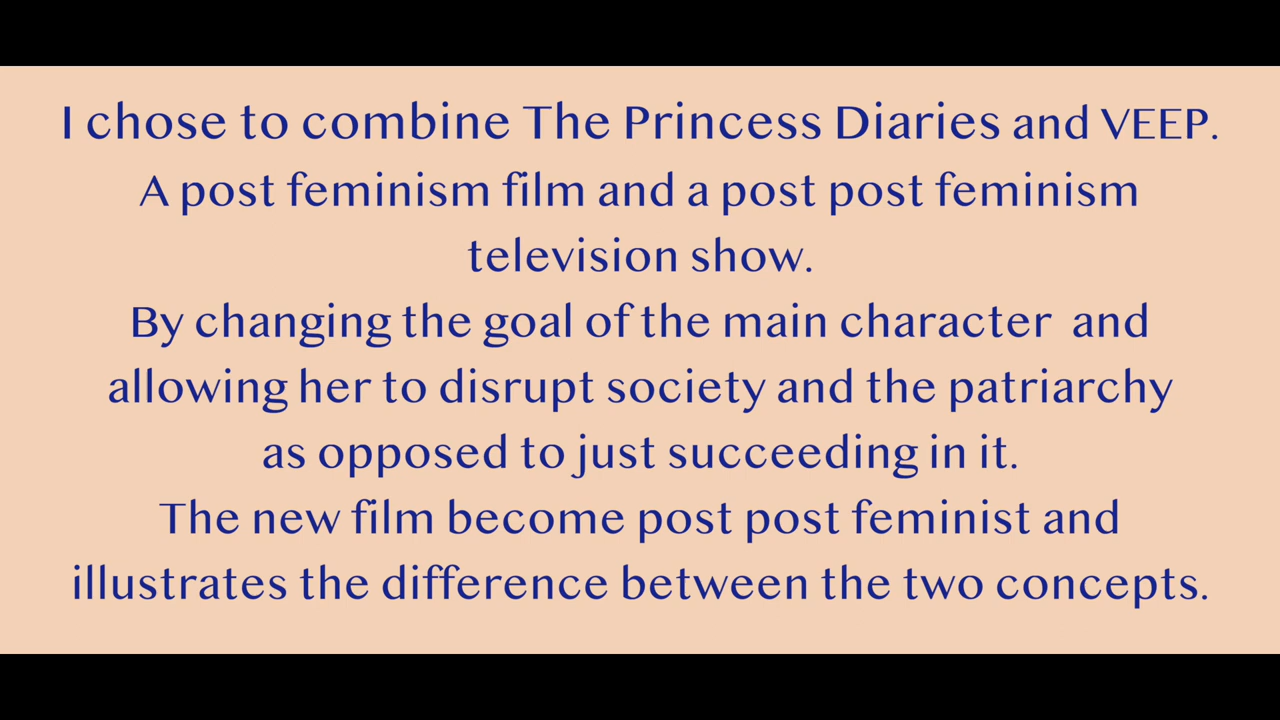 I chose to combine The Princess Diaries and VEEP.
A post feminism film and a post post feminism
television show.
By changing the goal of the main character  and
allowing her to disrupt society and the patriarchy
as opposed to just succeeding in it.
The new film become post post feminist and
illustrates the difference between the two concepts.